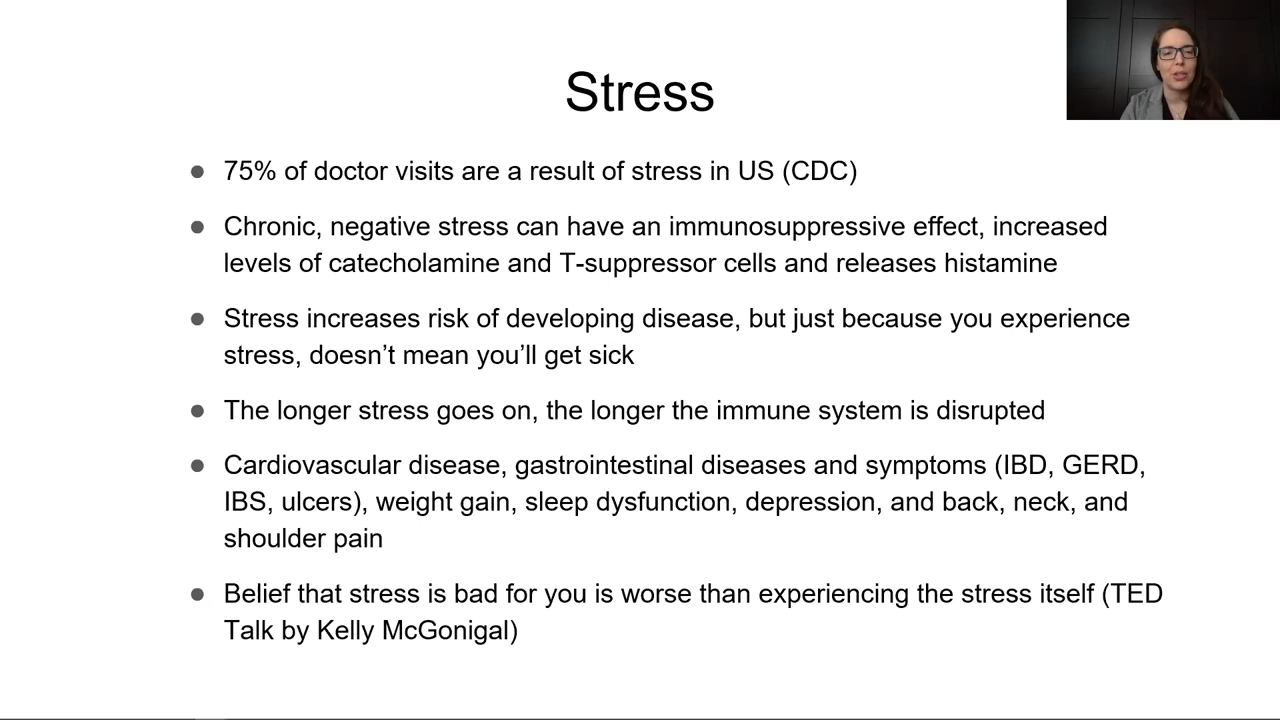 Stress
● 75% of doctor visits are a result of stress in US (CDC)
● Chronic, negative stress can have an immunosuppressive effect, increased
levels of catecholamine and T-suppressor cells and releases histamine
● Stress increases risk of developing disease, but just because you experience
stress, doesn’t mean you’ll get sick
● The longer stress goes on, the longer the immune system is disrupted
● Cardiovascular disease, gastrointestinal diseases and symptoms (IBD, GERD,
IBS, ulcers), weight gain, sleep dysfunction, depression, and back, neck, and
shoulder pain
● Belief that stress is bad for you is worse than experiencing the stress itself (TED
Talk by Kelly McGonigal)